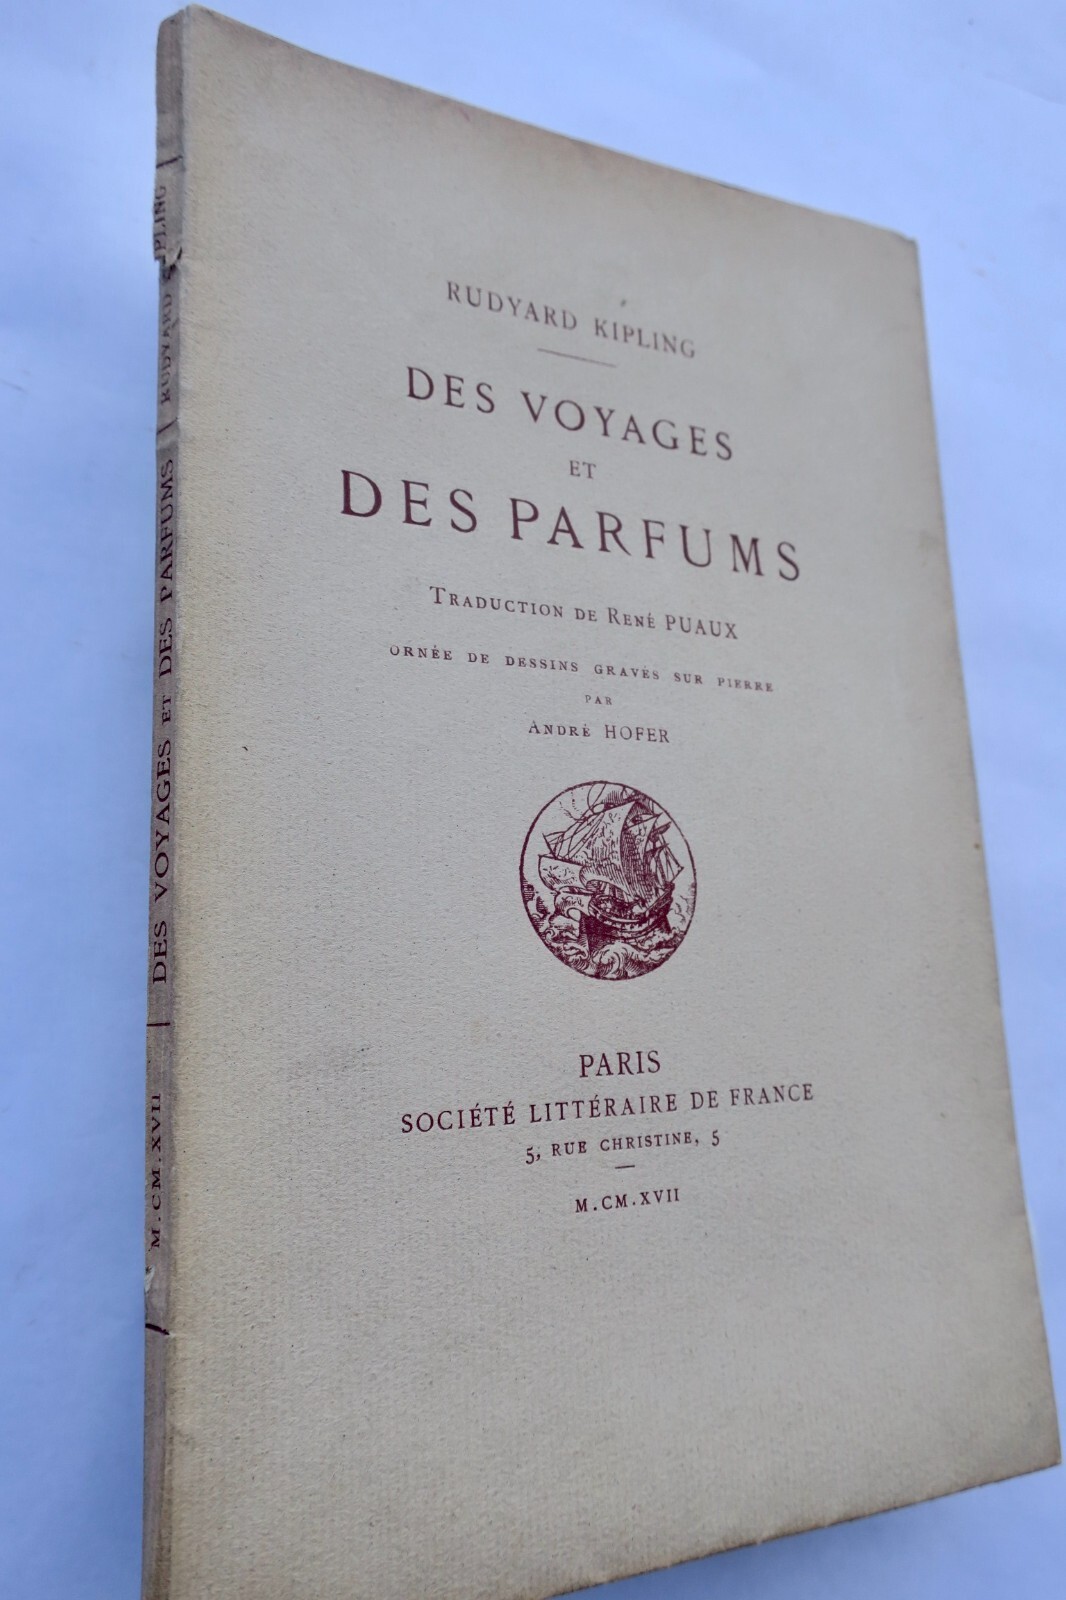 RUDYARD KIPLING
DES VOYAGES
ET
DES PARFUMS
TRADUCTION DE RENÉ PUAUX
ORNÉE DE DESSINS GRAVÉS SUR PIERRE
PAR
ANDRÉ HOFER
PARIS
SOCIÉTÉ LITTÉRAIRE DE FRANCE
5, RUE CHRISTINE, 5
M.CM.XVII
M.CM.XVII | DES VOYAGES ET DES PARFUMS | RUDYARD KIPLING